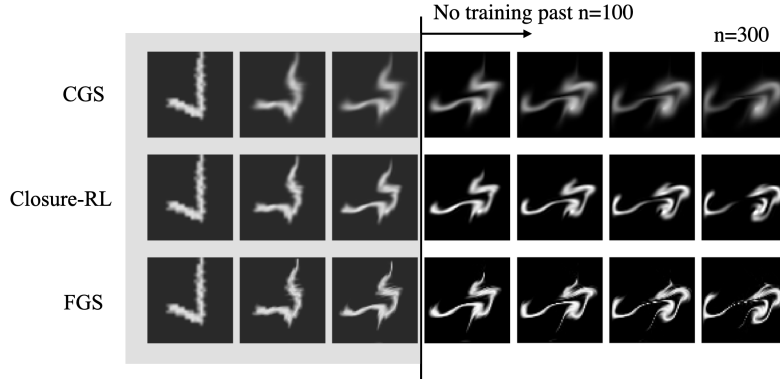 No training past n=100
n=300
CGS
Closure-RL
FGS